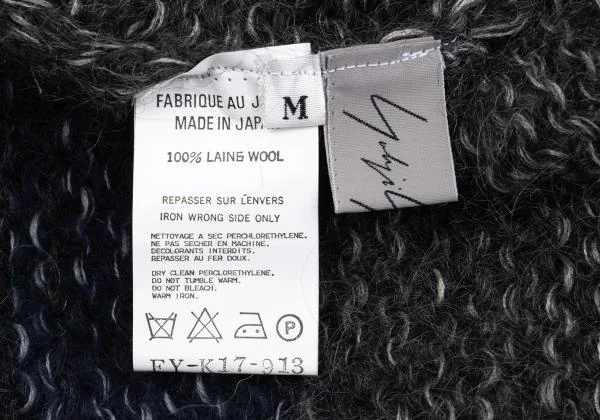 FABRIQUE AU
MADE IN
M
100% LAINE WOOL
REPASSER SUR L'ENVERS
IRON WRONG SIDE ONLY
NETTOYAGE A SEC PERCHLORETHYLENE.
NE PAS SECHER EN MACHINE.
DECOLORANTS INTERDITS.
REPASSER AU FER DOUX.
DRY CLEAN PERCLORETHYLENE.
DO NOT TUMBLE WARM.
DO NOT BLEACH.
WARM IRON.
P
FY-K17-913